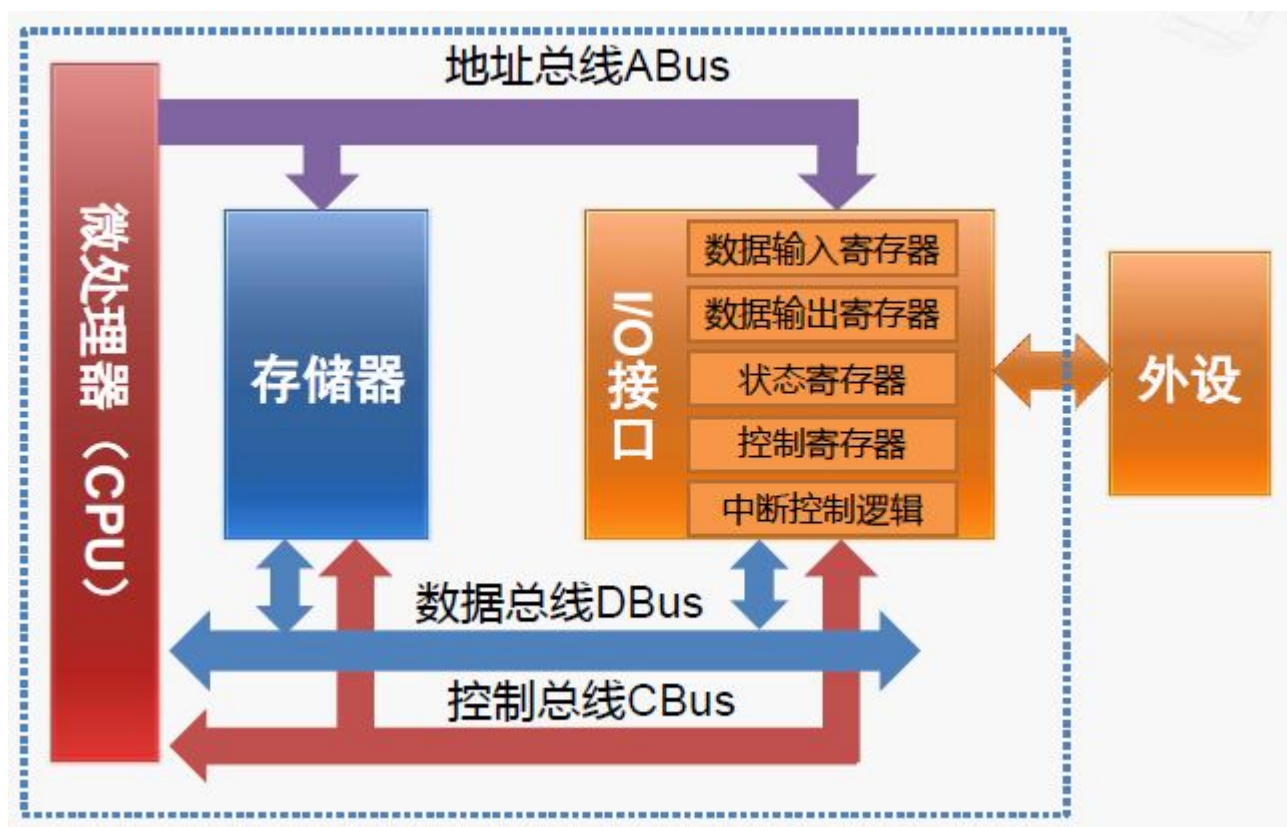 地址总线ABus
微处理器（CPU）
存储器
I/O接口
数据输入寄存器
数据输出寄存器
状态寄存器
控制寄存器
中断控制逻辑
外设
数据总线DBus
控制总线CBus